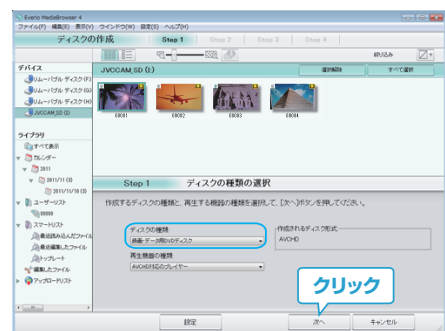 Everio MediaBrowser 4
ファイル(F) 編集(E) 表示(V) ウインドウ(W) 設定(S) ヘルプ(H)
ディスクの作成 Step 1 Step 2 Step 3 Step 4
絞り込み
デバイス
リムーバブル ディスク(F)
リムーバブル ディスク(G)
リムーバブル ディスク(H)
JVCCAM_SD (I:)
JVCCAM_SD (I:)
選択解除
すべて選択
00001
00002
00003
00004
ライブラリ
すべて表示
カレンダー
2011
2011/11 (3)
2011/11/18 (3)
ユーザーリスト
00000
スマートリスト
最近読み込んだファイル
最近編集したファイル
トップレート
編集したファイル
アップロードリスト
Step 1 ディスクの種類の選択
作成するディスクの種類と、再生する機器の種類を選択して、[次へ]ボタンを押してください。
ディスクの種類
録画・データ用DVDディスク
作成されるディスク形式
AVCHD
再生機器の種類
AVCHD対応のプレイヤー
クリック
設定
次へ
キャンセル